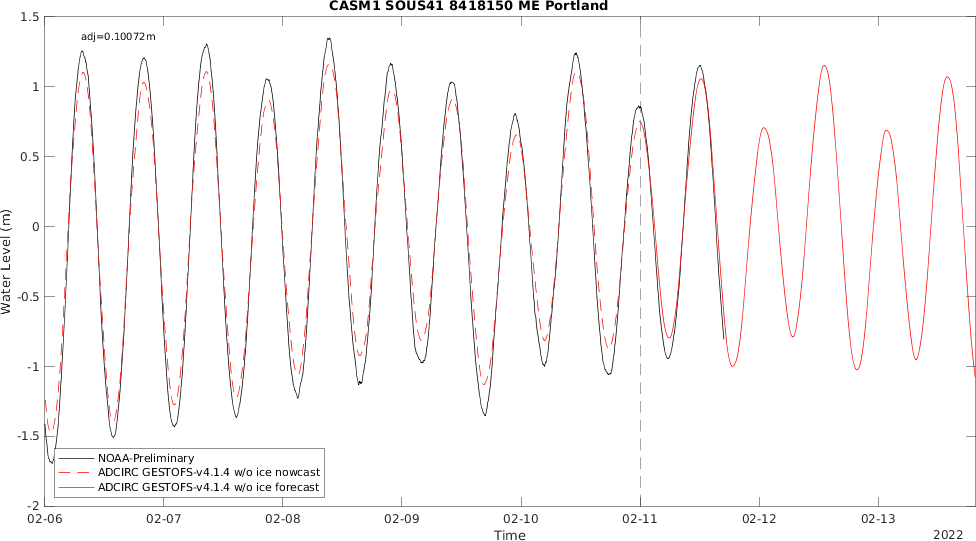 CASM1 SOUS41 8418150 ME Portland
adj=0.10072m
1.5
1
0.5
0
-0.5
-1
-1.5
-2
Water Level (m)
NOAA-Preliminary
ADCIRC GESTOFS-v4.1.4 w/o ice nowcast
ADCIRC GESTOFS-v4.1.4 w/o ice forecast
02-06 02-07 02-08 02-09 02-10 02-11 02-12 02-13
Time
2022